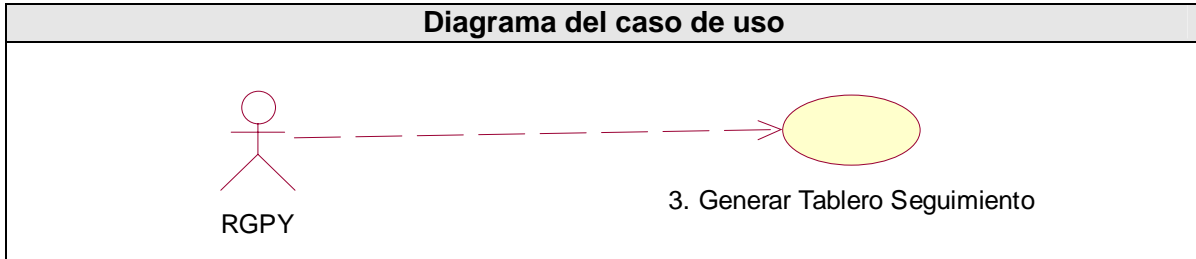 Diagrama del caso de uso
3. Generar Tablero Seguimiento
RGPY